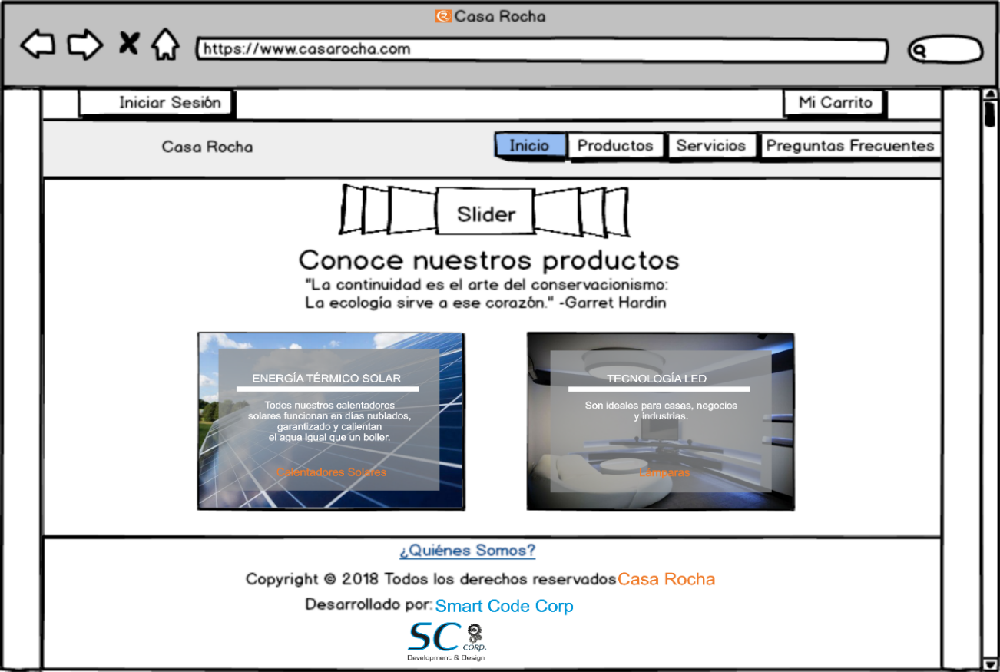 Casa Rocha
https://www.casarocha.com
Iniciar Sesión
Mi Carrito
Casa Rocha
Inicio
Productos
Servicios
Preguntas Frecuentes
Slider
Conoce nuestros productos
"La continuidad es el arte del conservacionismo:
La ecología sirve a ese corazón." -Garret Hardin
ENERGÍA TÉRMICO SOLAR
Todos nuestros calentadores
solares funcionan en días nublados,
garantizado y calientan
el agua igual que un boiler.
Calentadores Solares
TECNOLOGÍA LED
Son ideales para casas, negocios
y industrias.
Lámparas
¿Quiénes Somos?
Copyright © 2018 Todos los derechos reservados Casa Rocha
Desarrollado por: Smart Code Corp
SC CORP.
Development & Design